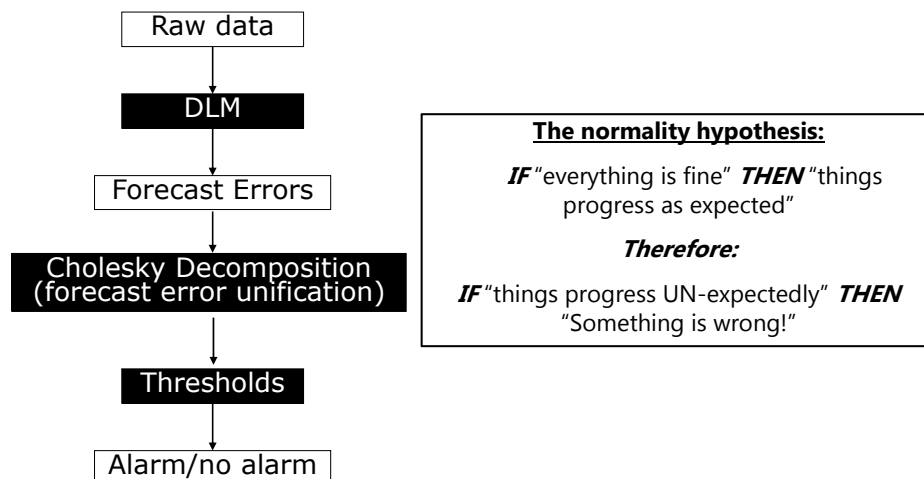 Raw data
DLM
Forecast Errors
Cholesky Decomposition
(forecast error unification)
Thresholds
Alarm/no alarm
The normality hypothesis:
IF “everything is fine” THEN “things
progress as expected”
Therefore:
IF “things progress UN-expectedly” THEN
“Something is wrong!”